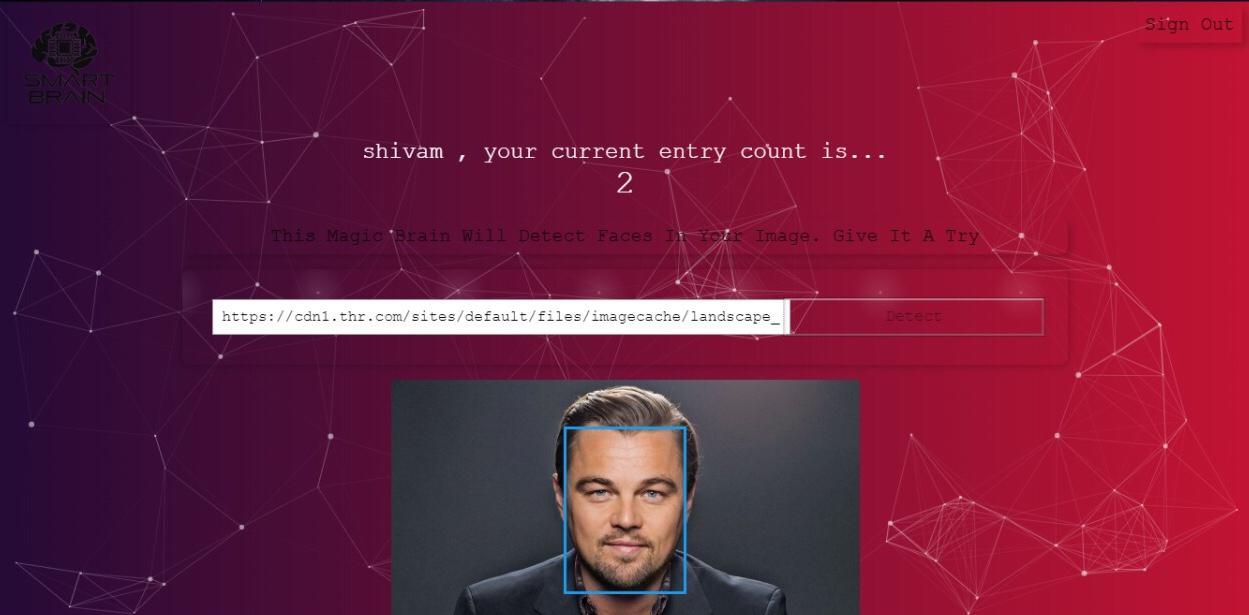 Sign Out
SMART
BRAIN
shivam , your current entry count is...
2
This Magic Brain Will Detect Faces In Your Image. Give It A Try
https://cdn1.thr.com/sites/default/files/imagecache/landscape_ Detect